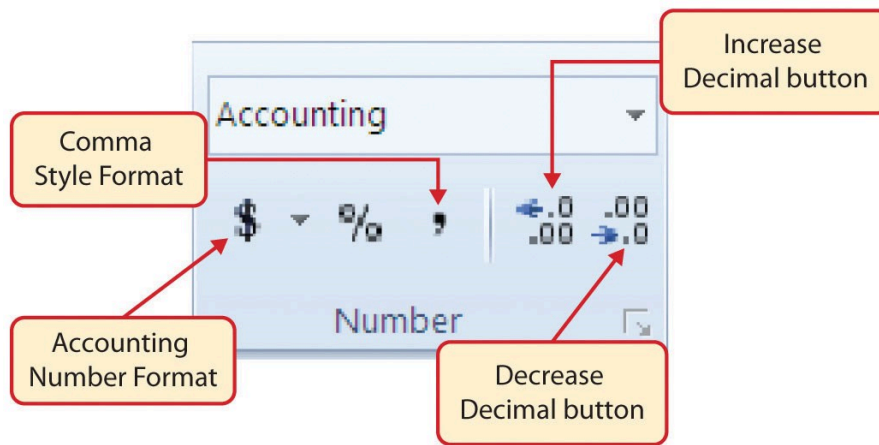 Increase
Decimal button
Accounting
Comma
Style Format
$ % , .0 .00
.00 .0
Number
Accounting
Number Format
Decrease
Decimal button